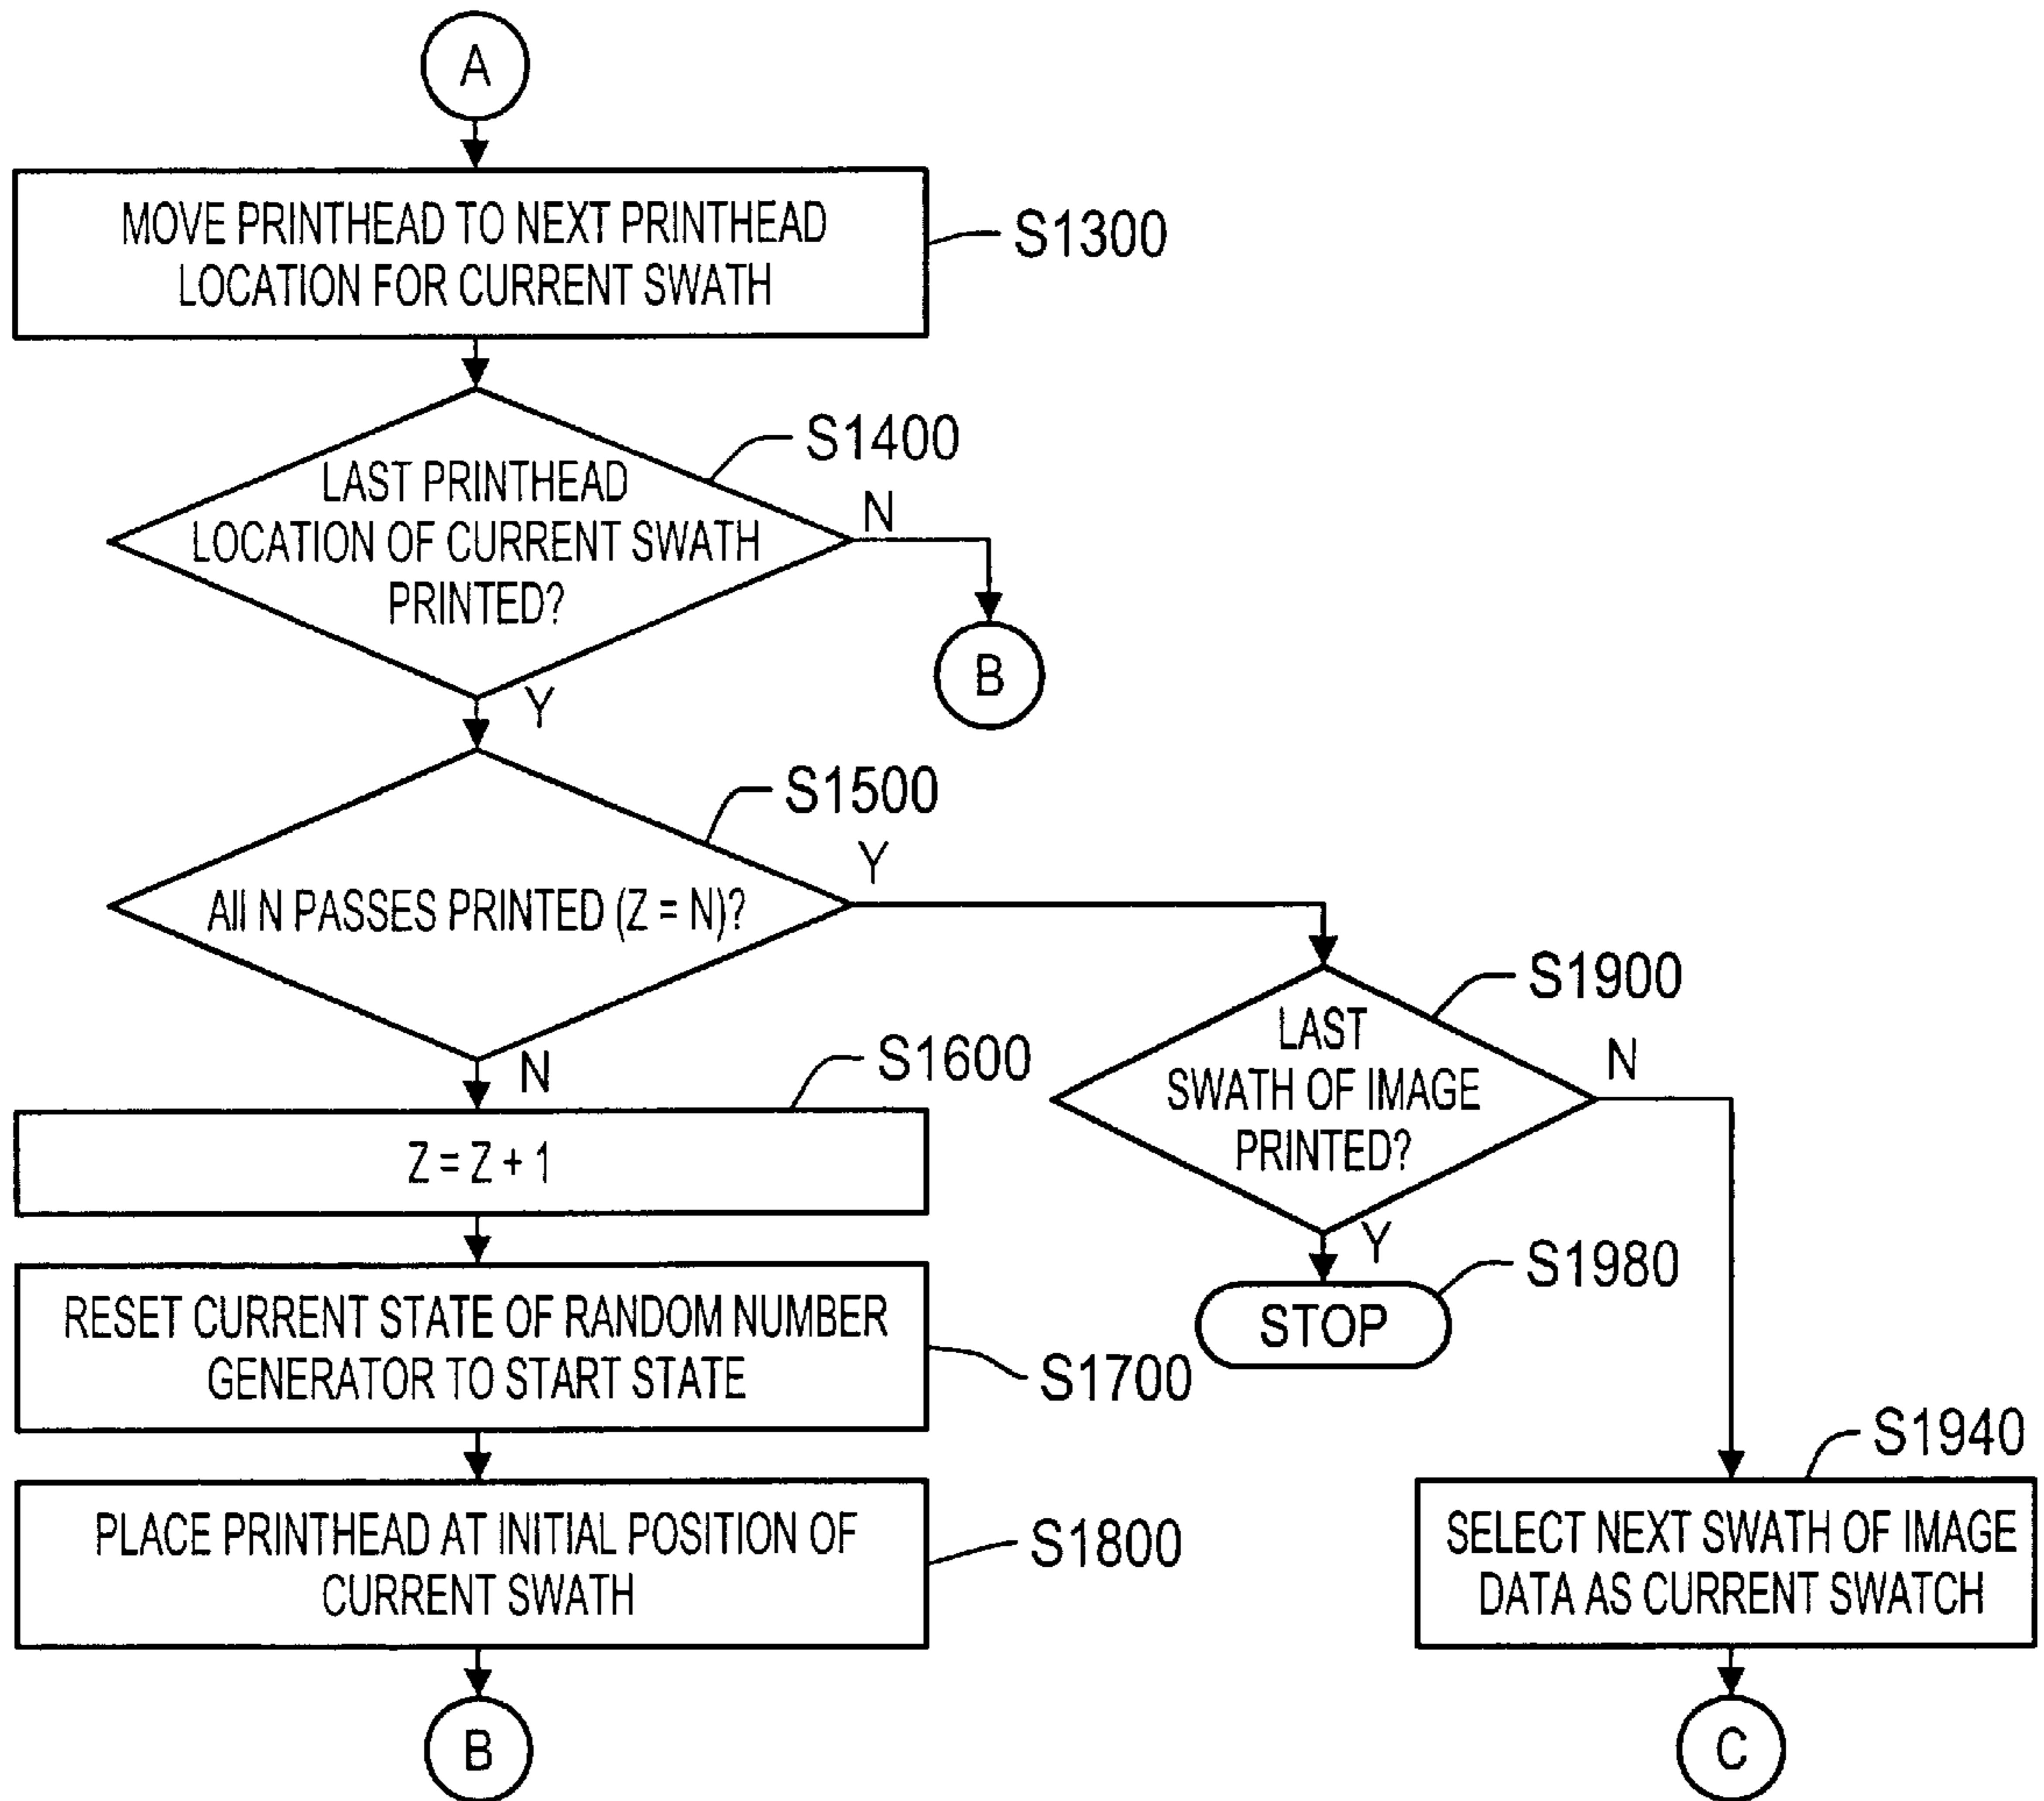 A
MOVE PRINTHEAD TO NEXT PRINTHEAD
LOCATION FOR CURRENT SWATH
S1300
S1400
LAST PRINTHEAD
LOCATION OF CURRENT SWATH
PRINTED?
N
B
Y
S1500
All N PASSES PRINTED (Z = N)?
Y
N
S1600
Z = Z + 1
S1900
LAST
SWATH OF IMAGE
PRINTED?
N
Y
S1980
STOP
RESET CURRENT STATE OF RANDOM NUMBER
GENERATOR TO START STATE
S1700
PLACE PRINTHEAD AT INITIAL POSITION OF
CURRENT SWATH
S1800
B
S1940
SELECT NEXT SWATH OF IMAGE
DATA AS CURRENT SWATCH
C